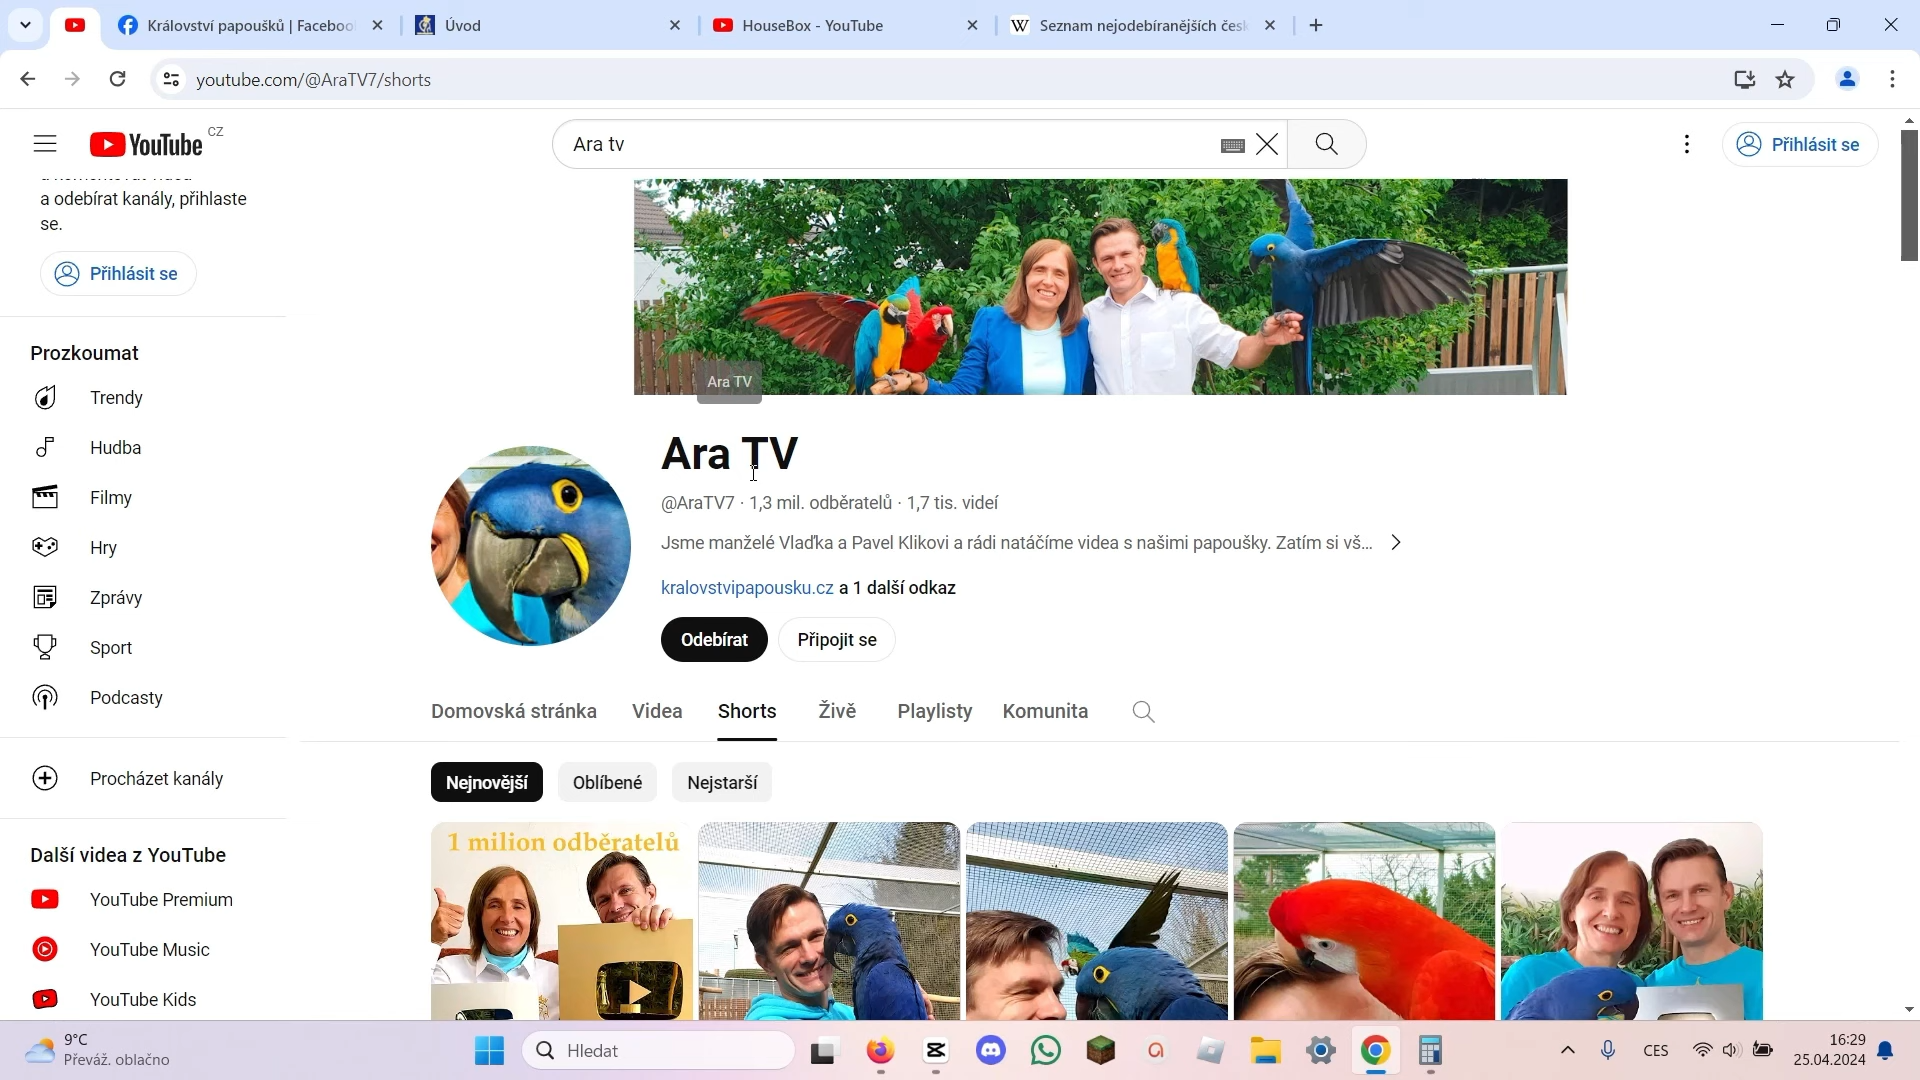 Království papoušků | Faceboo
Úvod
HouseBox - YouTube
Seznam nejodebíranějších česk
youtube.com/@AraTV7/shorts
YouTube CZ
Ara tv
Přihlásit se
a odebírat kanály, přihlaste
se.
Přihlásit se
Prozkoumat
Trendy
Hudba
Filmy
Hry
Zprávy
Sport
Podcasty
Procházet kanály
Další videa z YouTube
YouTube Premium
YouTube Music
YouTube Kids
Ara TV
Ara TV
@AraTV7 · 1,3 mil. odběratelů · 1,7 tis. videí
Jsme manželé Vlaďka a Pavel Klikovi a rádi natáčíme videa s našimi papoušky. Zatím si vš...
kralovstvipapousku.cz a 1 další odkaz
Odebírat
Připojit se
Domovská stránka
Videa
Shorts
Živě
Playlisty
Komunita
Nejnovější
Oblíbené
Nejstarší
1 milion odběratelů
9°C
Převáž. oblačno
Hledat
CES
16:29
25.04.2024